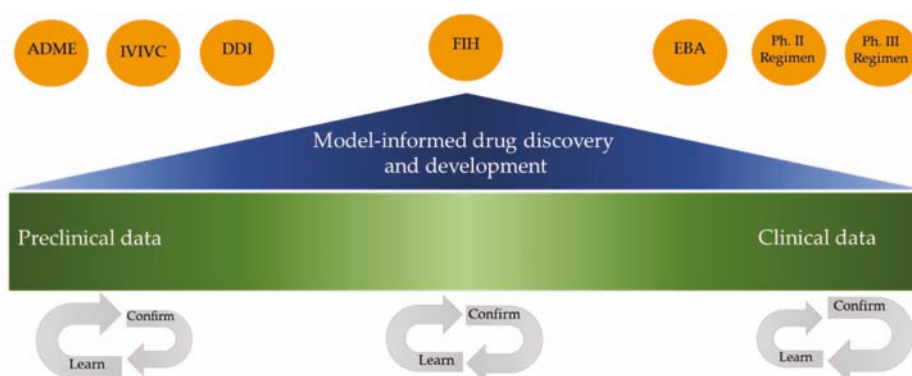 ADME
IVIVC
DDI
FIH
EBA
Ph. II
Regimen
Ph. III
Regimen
Model-informed drug discovery
and development
Preclinical data
Clinical data
Confirm
Learn
Confirm
Learn
Confirm
Learn